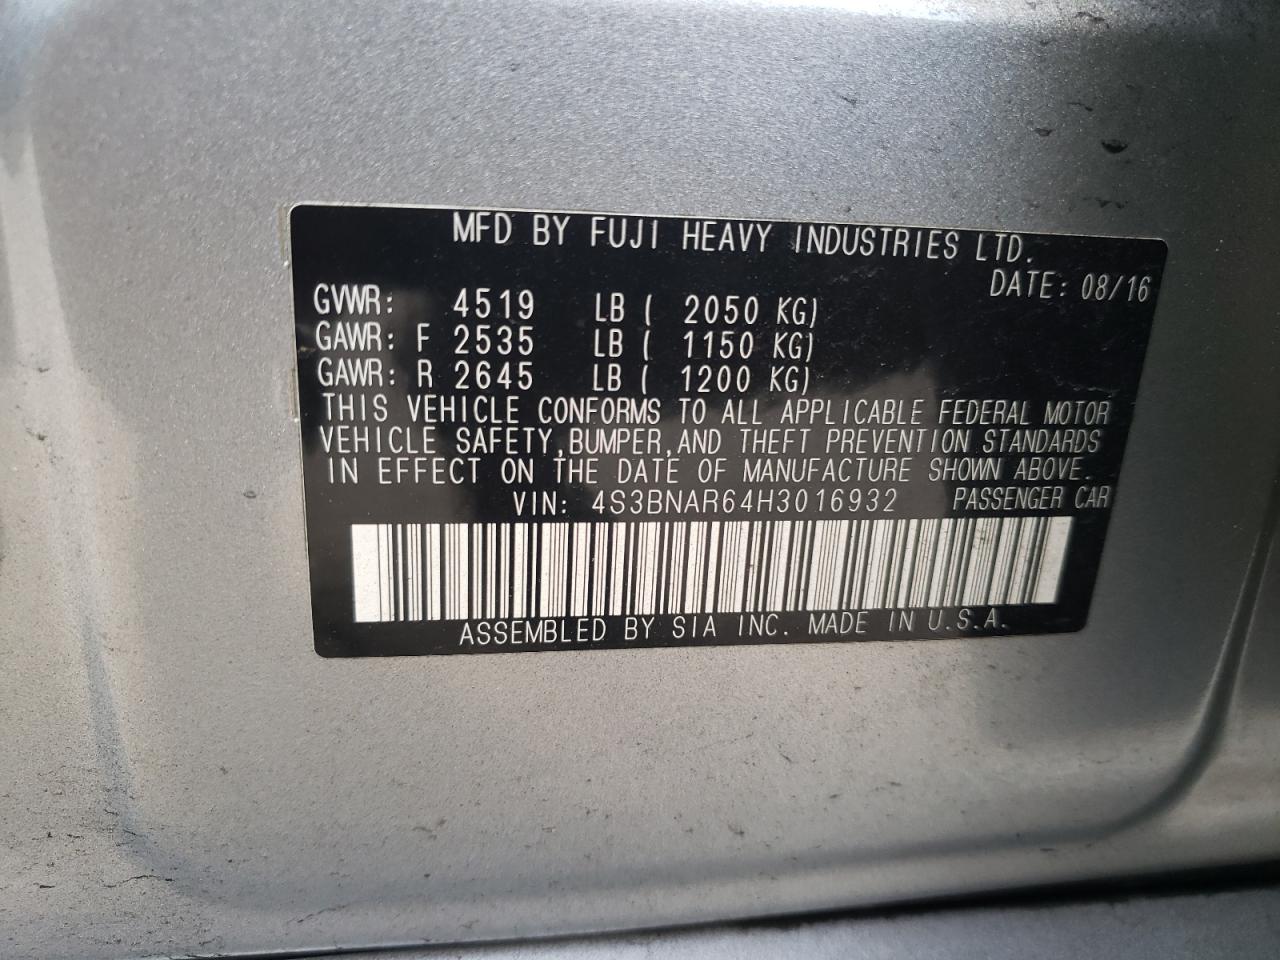 MFD BY FUJI HEAVY INDUSTRIES LTD.
DATE: 08/16
GVWR: 4519 LB ( 2050 KG)
GAWR: F 2535 LB ( 1150 KG)
GAWR: R 2645 LB ( 1200 KG)
THIS VEHICLE CONFORMS TO ALL APPLICABLE FEDERAL MOTOR
VEHICLE SAFETY,BUMPER,AND THEFT PREVENTION STANDARDS
IN EFFECT ON THE DATE OF MANUFACTURE SHOWN ABOVE.
VIN: 4S3BNAR64H3016932 PASSENGER CAR
ASSEMBLED BY SIA INC. MADE IN U.S.A.